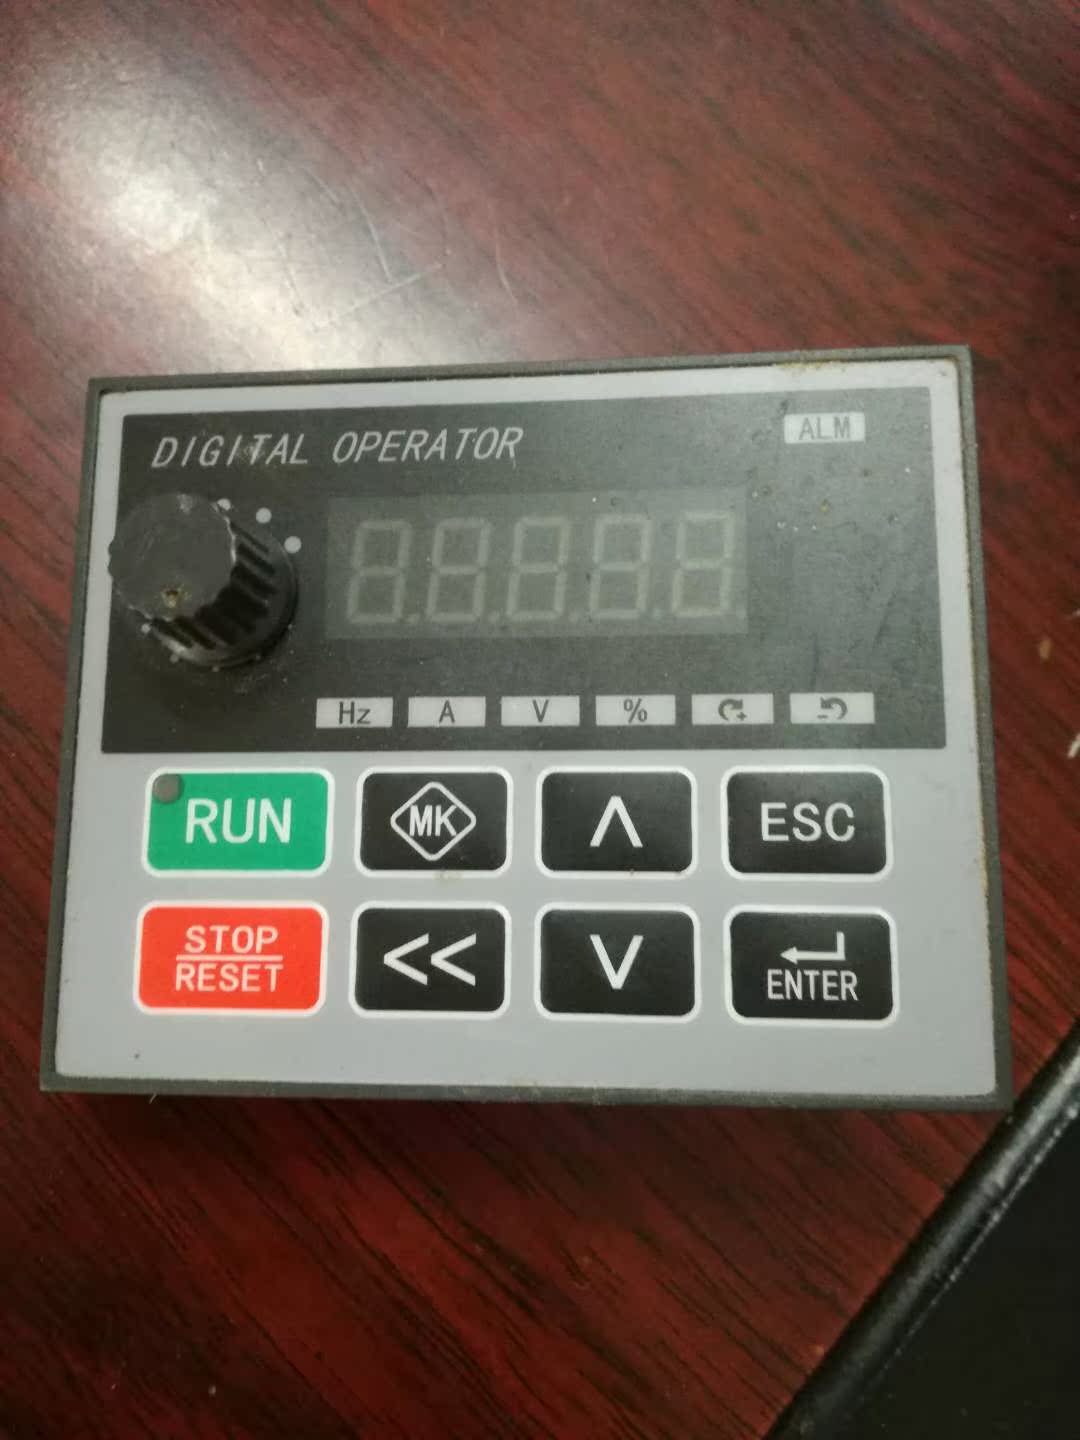 DIGITAL OPERATOR
ALM
Hz A V % + -
RUN MK ∧ ESC
STOP
RESET
<< ∨ ENTER